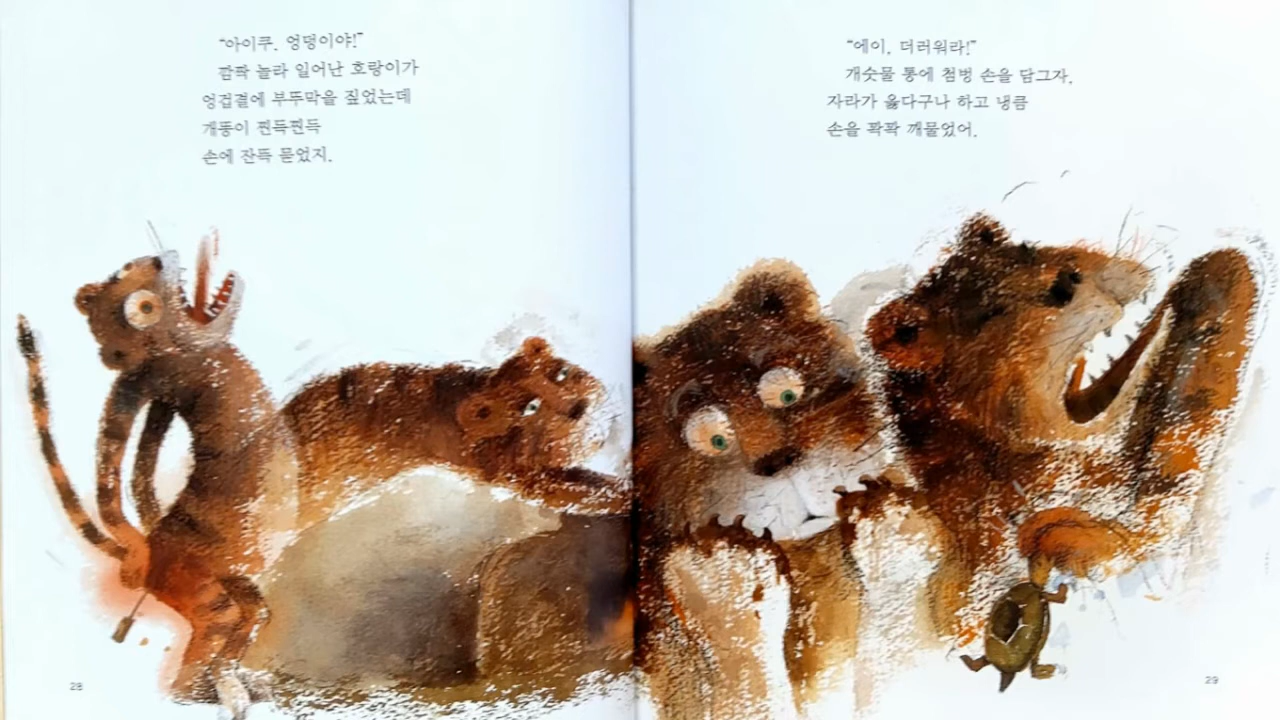 "아이쿠, 엉덩이야!"
깜짝 놀라 일어난 호랑이가
엉겁결에 부뚜막을 짚었는데
개똥이 찐득찐득
손에 잔뜩 묻었지.
"에이, 더러워라!"
개숫물 통에 첨벙 손을 담그자,
자라가 옳다구나 하고 냉큼
손을 꽉꽉 깨물었어.
28
29